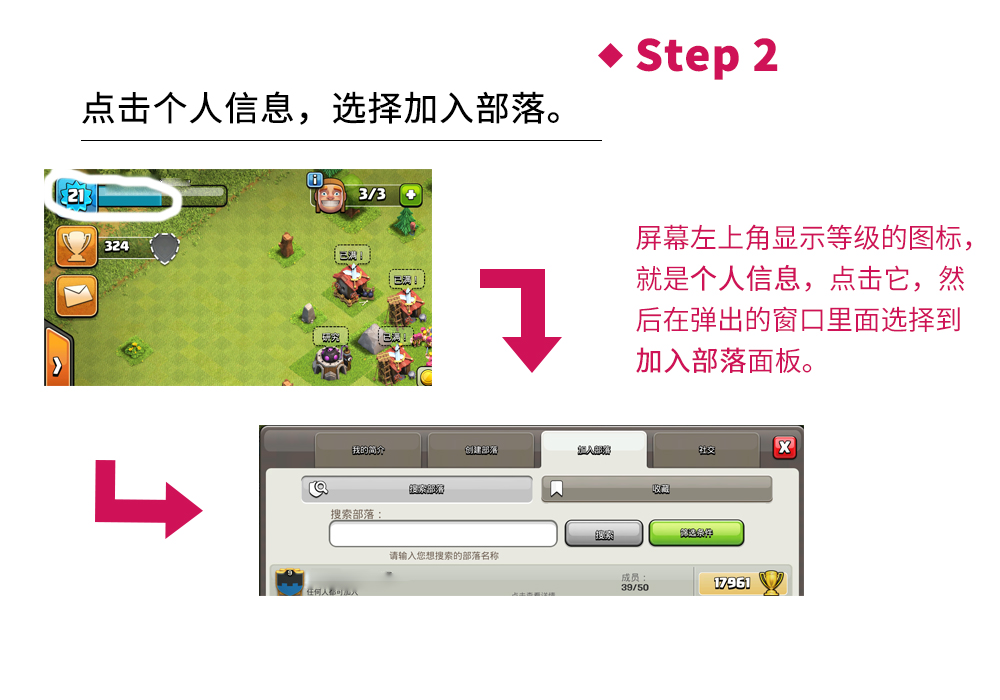 Step 2
点击个人信息，选择加入部落。
21
3/3
324
已满！
已满！
研究
已满！
屏幕左上角显示等级的图标，
就是个人信息，点击它，然
后在弹出的窗口里面选择到
加入部落面板。
我的简介
创建部落
加入部落
社交
搜索部落
收藏
搜索部落：
搜索
筛选条件
请输入您想搜索的部落名称
9
任何人都可加入
成员：
39/50
17961